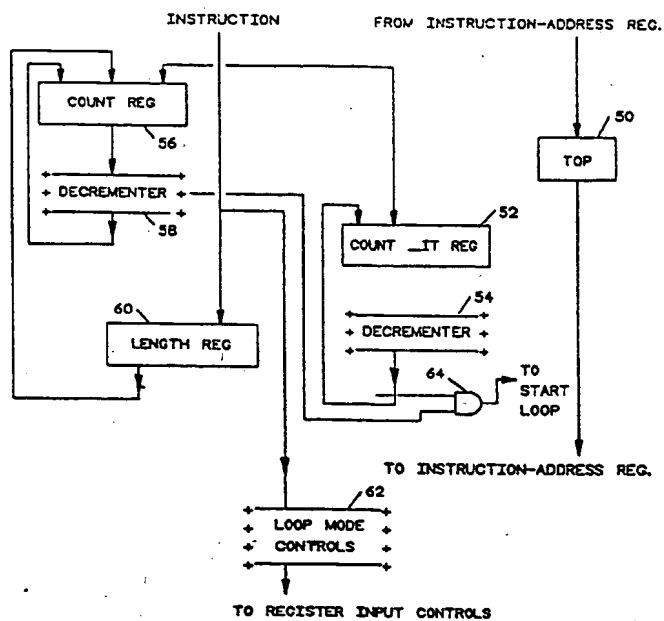 INSTRUCTION
FROM INSTRUCTION-ADDRESS REG.
COUNT REG
56
50
TOP
DECREMENTER
58
52
COUNT _IT REG
54
DECREMENTER
60
LENGTH REG
64
TO
START
LOOP
TO INSTRUCTION-ADDRESS REG.
62
LOOP MODE
CONTROLS
TO REGISTER INPUT CONTROLS